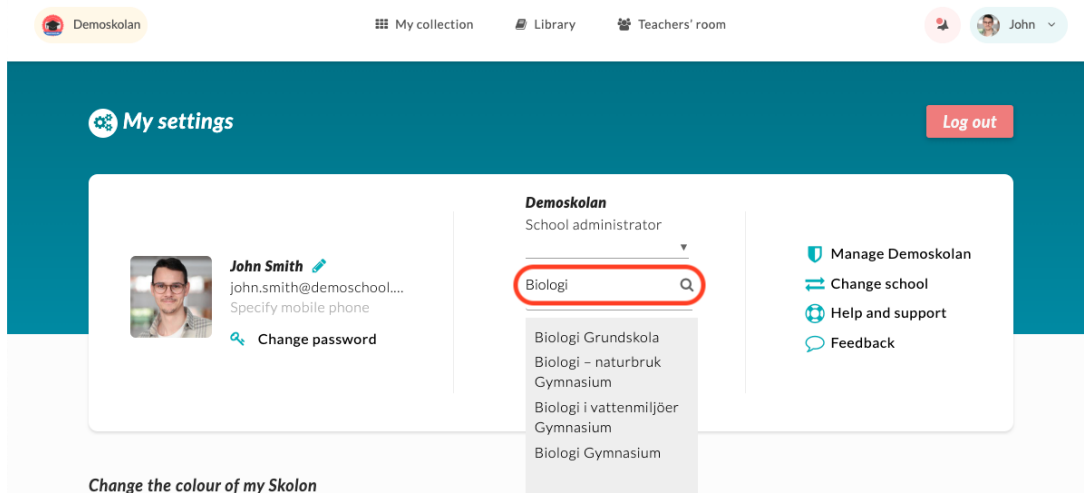 Demoskolan
My collection
Library
Teachers' room
John
My settings
Log out
John Smith
john.smith@demoschool....
Specify mobile phone
Change password
Demoskolan
School administrator
Biologi
Biologi Grundskola
Biologi – naturbruk
Gymnasium
Biologi i vattenmiljöer
Gymnasium
Biologi Gymnasium
Manage Demoskolan
Change school
Help and support
Feedback
Change the colour of my Skolon